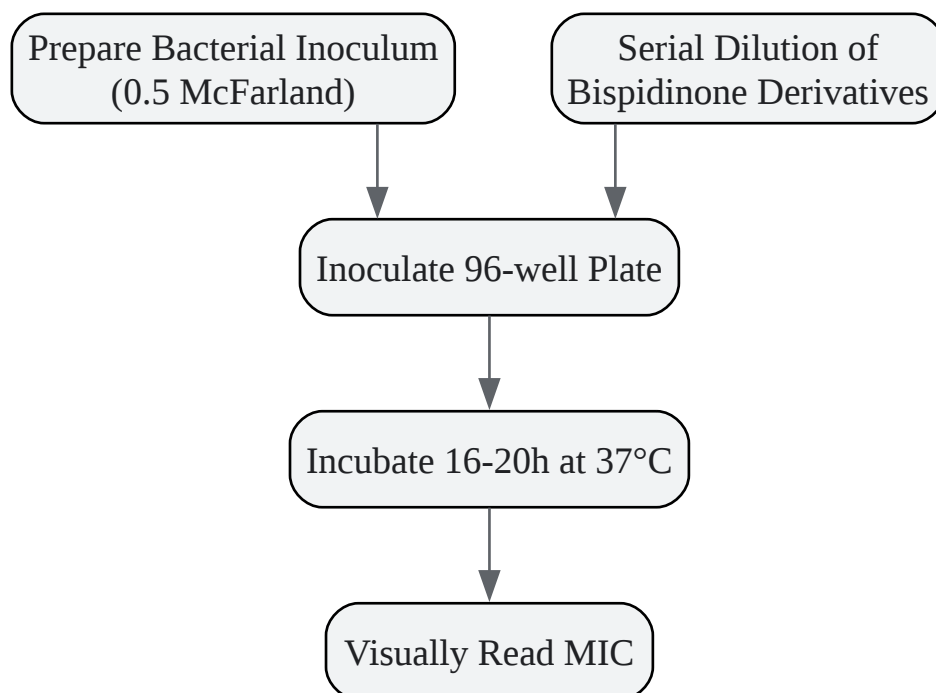 Prepare Bacterial Inoculum
(0.5 McFarland)
Serial Dilution of
Bispidinone Derivatives
Inoculate 96-well Plate
Incubate 16-20h at 37°C
Visually Read MIC